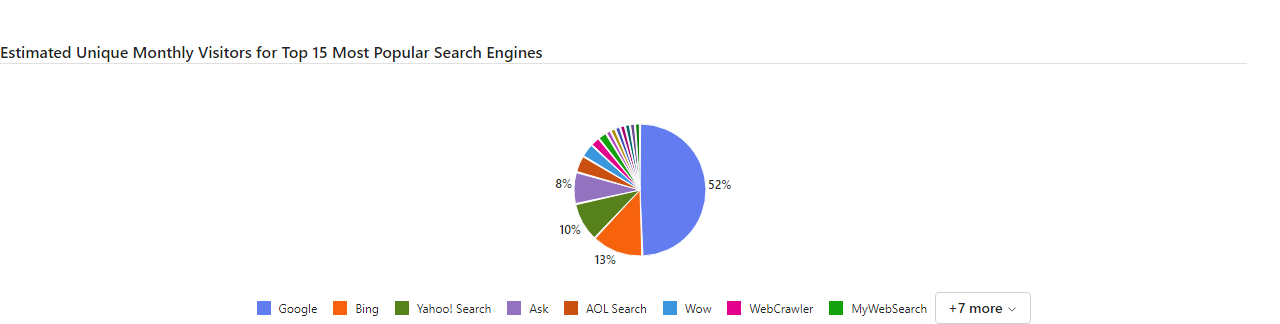 Estimated Unique Monthly Visitors for Top 15 Most Popular Search Engines
8%
52%
10%
13%
Google Bing Yahoo! Search Ask AOL Search Wow WebCrawler MyWebSearch +7 more